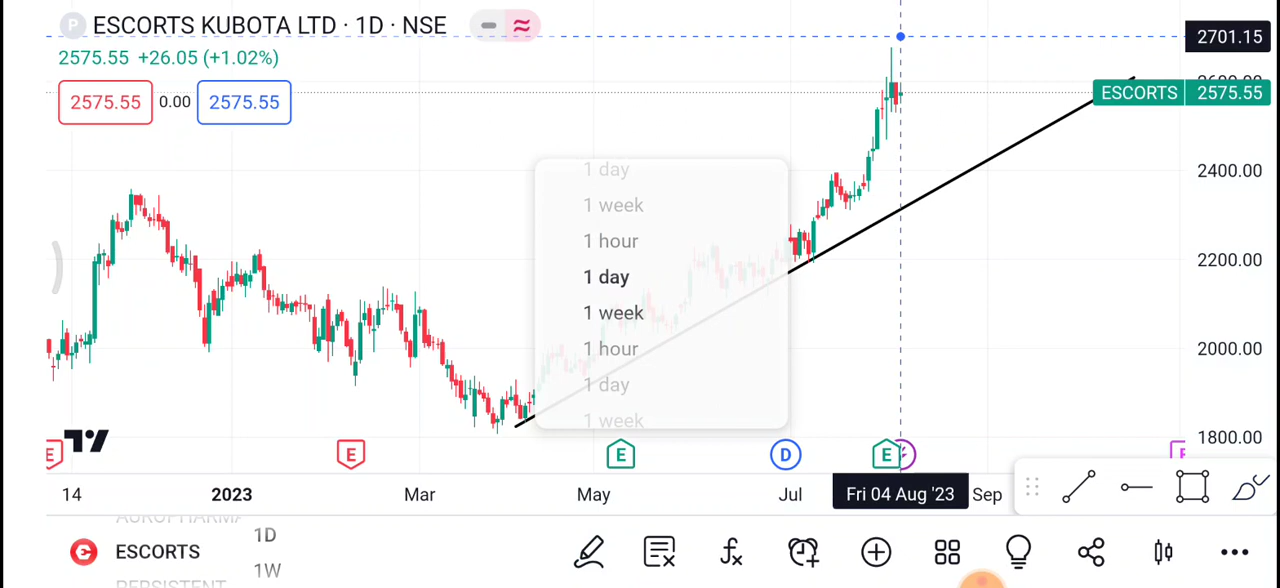 P ESCORTS KUBOTA LTD · 1D · NSE
2701.15
2575.55 +26.05 (+1.02%)
2575.55 0.00 2575.55
ESCORTS 2575.55
1 day
1 week
1 hour
1 day
1 week
1 hour
1 day
1 week
2400.00
2200.00
2000.00
1800.00
E E E D E
14 2023 Mar May Jul Fri 04 Aug '23 Sep
1D
ESCORTS
1W
PERSISTENT